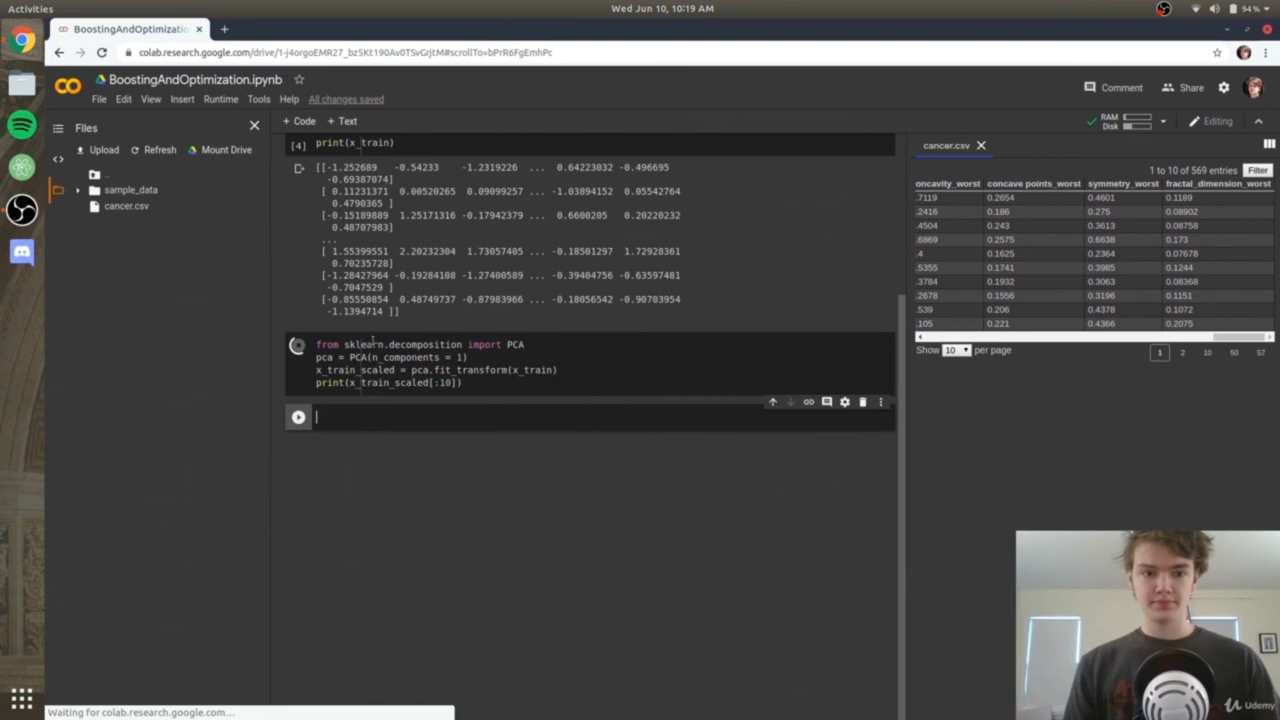 Activities
Wed Jun 10, 10:19 AM
94%
BoostingAndOptimizatio
colab.research.google.com/drive/1-j4orgoEMR27_bz5Kt190Av0TSvGrjtM#scrollTo=bPrR6FgEmhPc
BoostingAndOptimization.ipynb
File Edit View Insert Runtime Tools Help All changes saved
Comment Share
+ Code + Text
RAM
Disk
Editing
Files
Upload Refresh Mount Drive
..
sample_data
cancer.csv
[4] print(x_train)
[[-1.252689 -0.54233 -1.2319226 ... 0.64223032 -0.496695
-0.69387074]
[ 0.11231371 0.00520265 0.09099257 ... -1.03894152 0.05542764
0.4790365 ]
[-0.15189889 1.25171316 -0.17942379 ... 0.6600205 0.20220232
0.48707983]
...
[ 1.55399551 2.20232304 1.73057405 ... -0.18501297 1.72928361
0.70235728]
[-1.28427964 -0.19284108 -1.27400589 ... -0.39404756 -0.63597481
-0.7047529 ]
[-0.85550854 0.48749737 -0.87983966 ... -0.18056542 -0.90703954
-1.1394714 ]]
from sklearn.decomposition import PCA
pca = PCA(n_components = 1)
x_train_scaled = pca.fit_transform(x_train)
print(x_train_scaled[:10])
cancer.csv
1 to 10 of 569 entries Filter
oncavity_worst concave points_worst symmetry_worst fractal_dimension_worst
.7119 0.2654 0.4601 0.1189
.2416 0.186 0.275 0.08902
.4504 0.243 0.3613 0.08758
.6869 0.2575 0.6638 0.173
.4 0.1625 0.2364 0.07678
.5355 0.1741 0.3985 0.1244
.3784 0.1932 0.3063 0.08368
.2678 0.1556 0.3196 0.1151
.539 0.206 0.4378 0.1072
.105 0.221 0.4366 0.2075
Show 10 per page 1 2 10 50 57
Waiting for colab.research.google.com...
Udemy